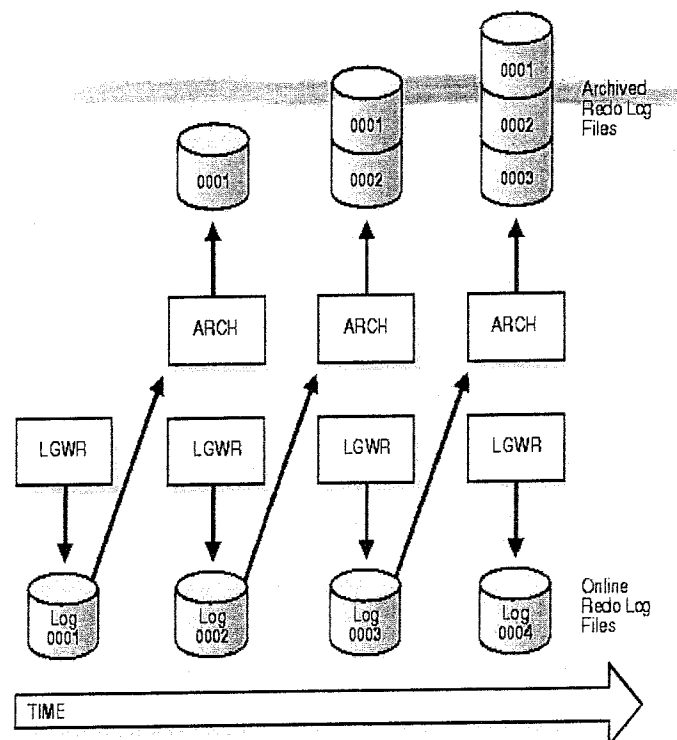 0001
Archived
Redo Log
Files
0001
0002
0001
0002
0003
0001
ARCH
ARCH
ARCH
LGWR
LGWR
LGWR
LGWR
Log
0001
Log
0002
Log
0003
Log
0004
Online
Redo Log
Files
TIME